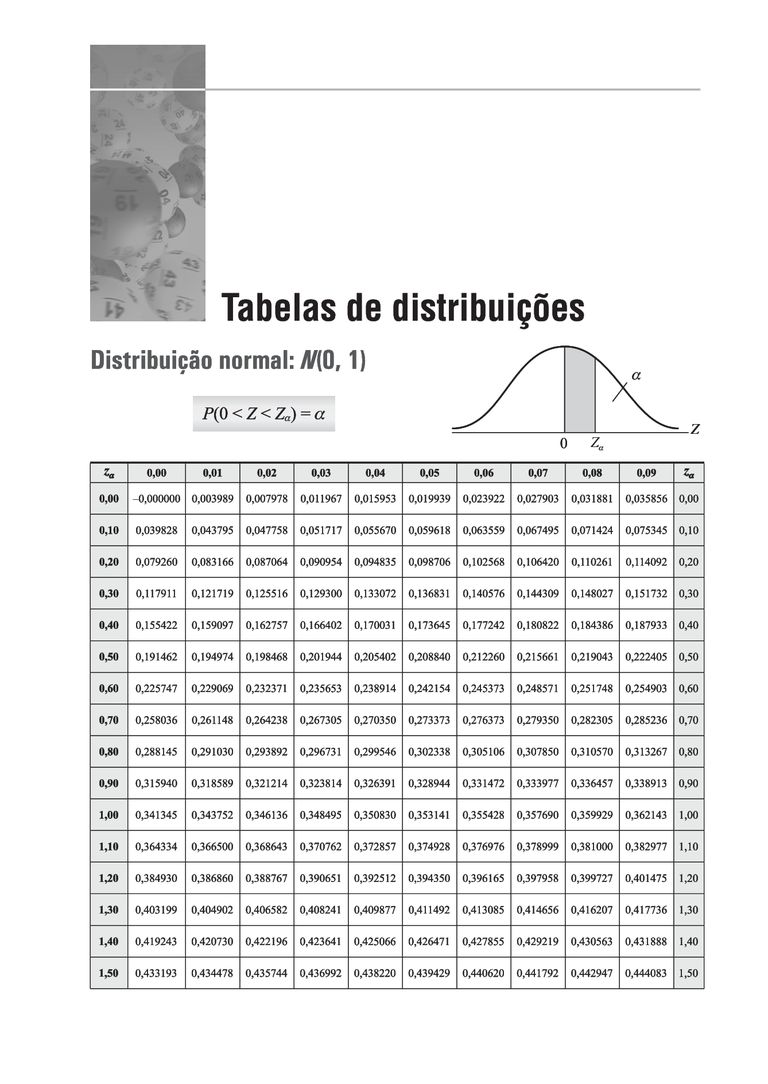 Tabelas de distribuições
Distribuição normal: N(0, 1)
P(0 < Z < Zα) = α
α
Z
0 Zα
zα 0,00 0,01 0,02 0,03 0,04 0,05 0,06 0,07 0,08 0,09 zα
0,00 –0,000000 0,003989 0,007978 0,011967 0,015953 0,019939 0,023922 0,027903 0,031881 0,035856 0,00
0,10 0,039828 0,043795 0,047758 0,051717 0,055670 0,059618 0,063559 0,067495 0,071424 0,075345 0,10
0,20 0,079260 0,083166 0,087064 0,090954 0,094835 0,098706 0,102568 0,106420 0,110261 0,114092 0,20
0,30 0,117911 0,121719 0,125516 0,129300 0,133072 0,136831 0,140576 0,144309 0,148027 0,151732 0,30
0,40 0,155422 0,159097 0,162757 0,166402 0,170031 0,173645 0,177242 0,180822 0,184386 0,187933 0,40
0,50 0,191462 0,194974 0,198468 0,201944 0,205402 0,208840 0,212260 0,215661 0,219043 0,222405 0,50
0,60 0,225747 0,229069 0,232371 0,235653 0,238914 0,242154 0,245373 0,248571 0,251748 0,254903 0,60
0,70 0,258036 0,261148 0,264238 0,267305 0,270350 0,273373 0,276373 0,279350 0,282305 0,285236 0,70
0,80 0,288145 0,291030 0,293892 0,296731 0,299546 0,302338 0,305106 0,307850 0,310570 0,313267 0,80
0,90 0,315940 0,318589 0,321214 0,323814 0,326391 0,328944 0,331472 0,333977 0,336457 0,338913 0,90
1,00 0,341345 0,343752 0,346136 0,348495 0,350830 0,353141 0,355428 0,357690 0,359929 0,362143 1,00
1,10 0,364334 0,366500 0,368643 0,370762 0,372857 0,374928 0,376976 0,378999 0,381000 0,382977 1,10
1,20 0,384930 0,386860 0,388767 0,390651 0,392512 0,394350 0,396165 0,397958 0,399727 0,401475 1,20
1,30 0,403199 0,404902 0,406582 0,408241 0,409877 0,411492 0,413085 0,414656 0,416207 0,417736 1,30
1,40 0,419243 0,420730 0,422196 0,423641 0,425066 0,426471 0,427855 0,429219 0,430563 0,431888 1,40
1,50 0,433193 0,434478 0,435744 0,436992 0,438220 0,439429 0,440620 0,441792 0,442947 0,444083 1,50